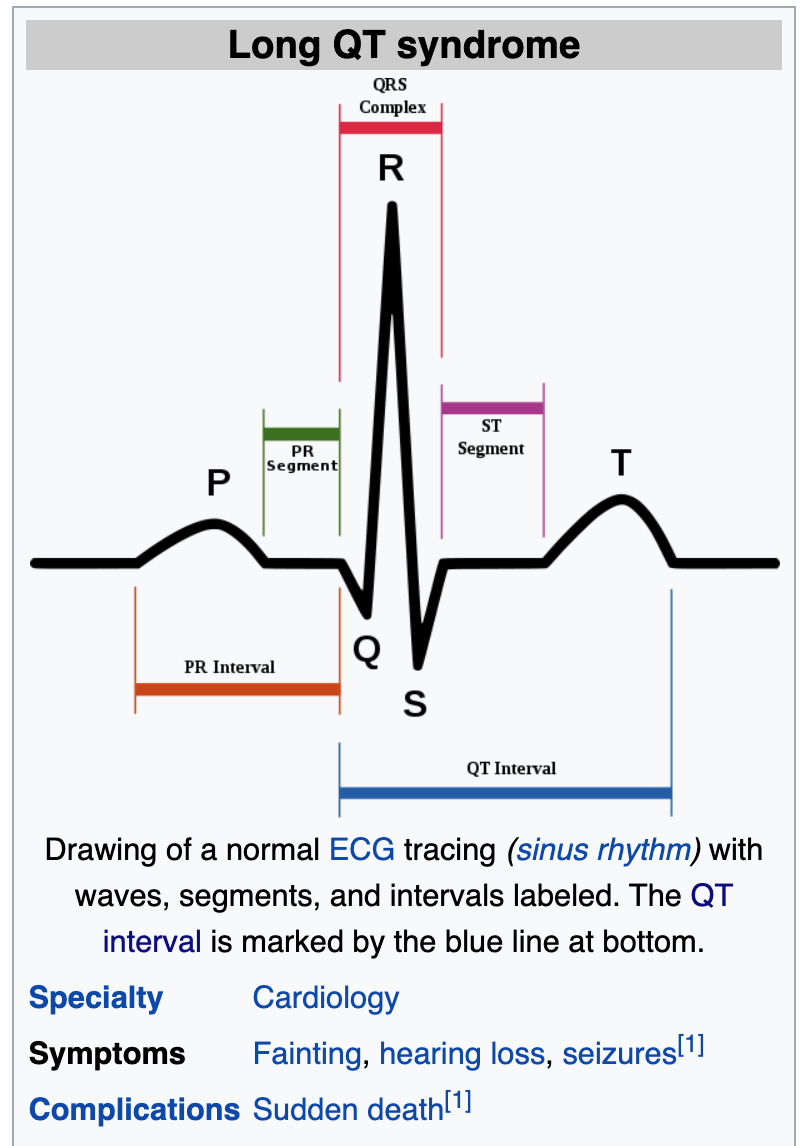 Long QT syndrome
QRS
Complex
R
PR
Segment
ST
Segment
P
T
Q
S
PR Interval
QT Interval
Drawing of a normal ECG tracing (sinus rhythm) with
waves, segments, and intervals labeled. The QT
interval is marked by the blue line at bottom.
Specialty Cardiology
Symptoms Fainting, hearing loss, seizures[1]
Complications Sudden death[1]